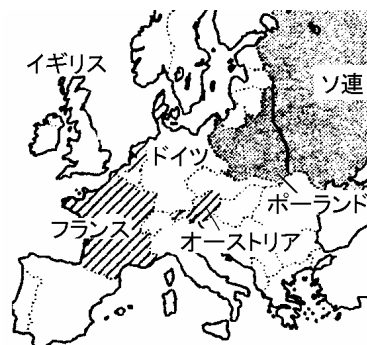 イギリス
ソ連
ドイツ
ポーランド
フランス
オーストリア